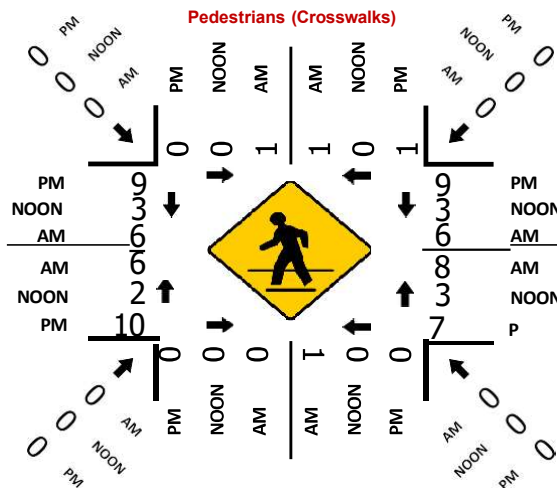 Pedestrians (Crosswalks)
0 PM
0 NOON
0 AM
PM NOON AM AM NOON PM
0 0 1 1 0 1
PM 0
NOON 0
AM 0
PM 9
NOON 3
AM 6
AM 6
NOON 2
PM 10
9 PM
3 NOON
6 AM
8 AM
3 NOON
7 P
0 0 0 1 0 0
PM NOON AM AM NOON PM
0 AM
0 NOON
0 PM
AM 0
NOON 0
PM 0